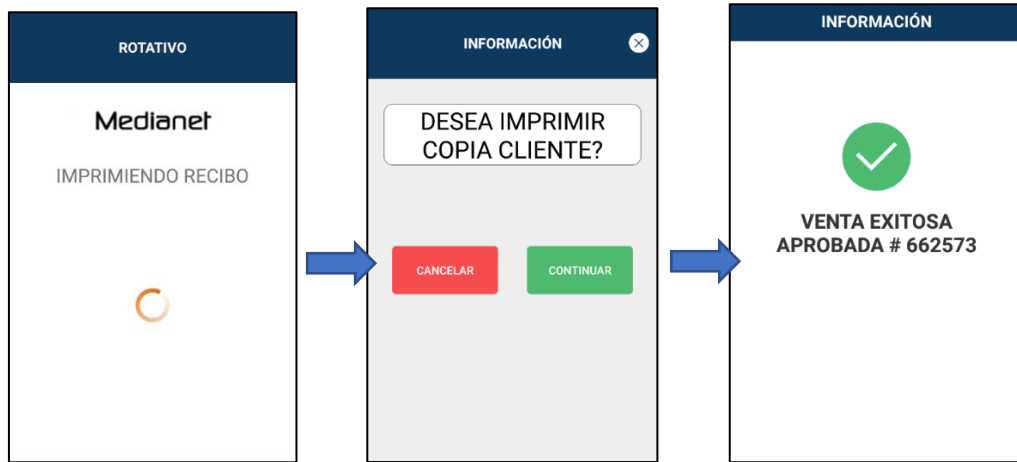 ROTATIVO
Medianet
IMPRIMIENDO RECIBO
INFORMACIÓN
DESEA IMPRIMIR
COPIA CLIENTE?
CANCELAR
CONTINUAR
INFORMACIÓN
VENTA EXITOSA
APROBADA # 662573